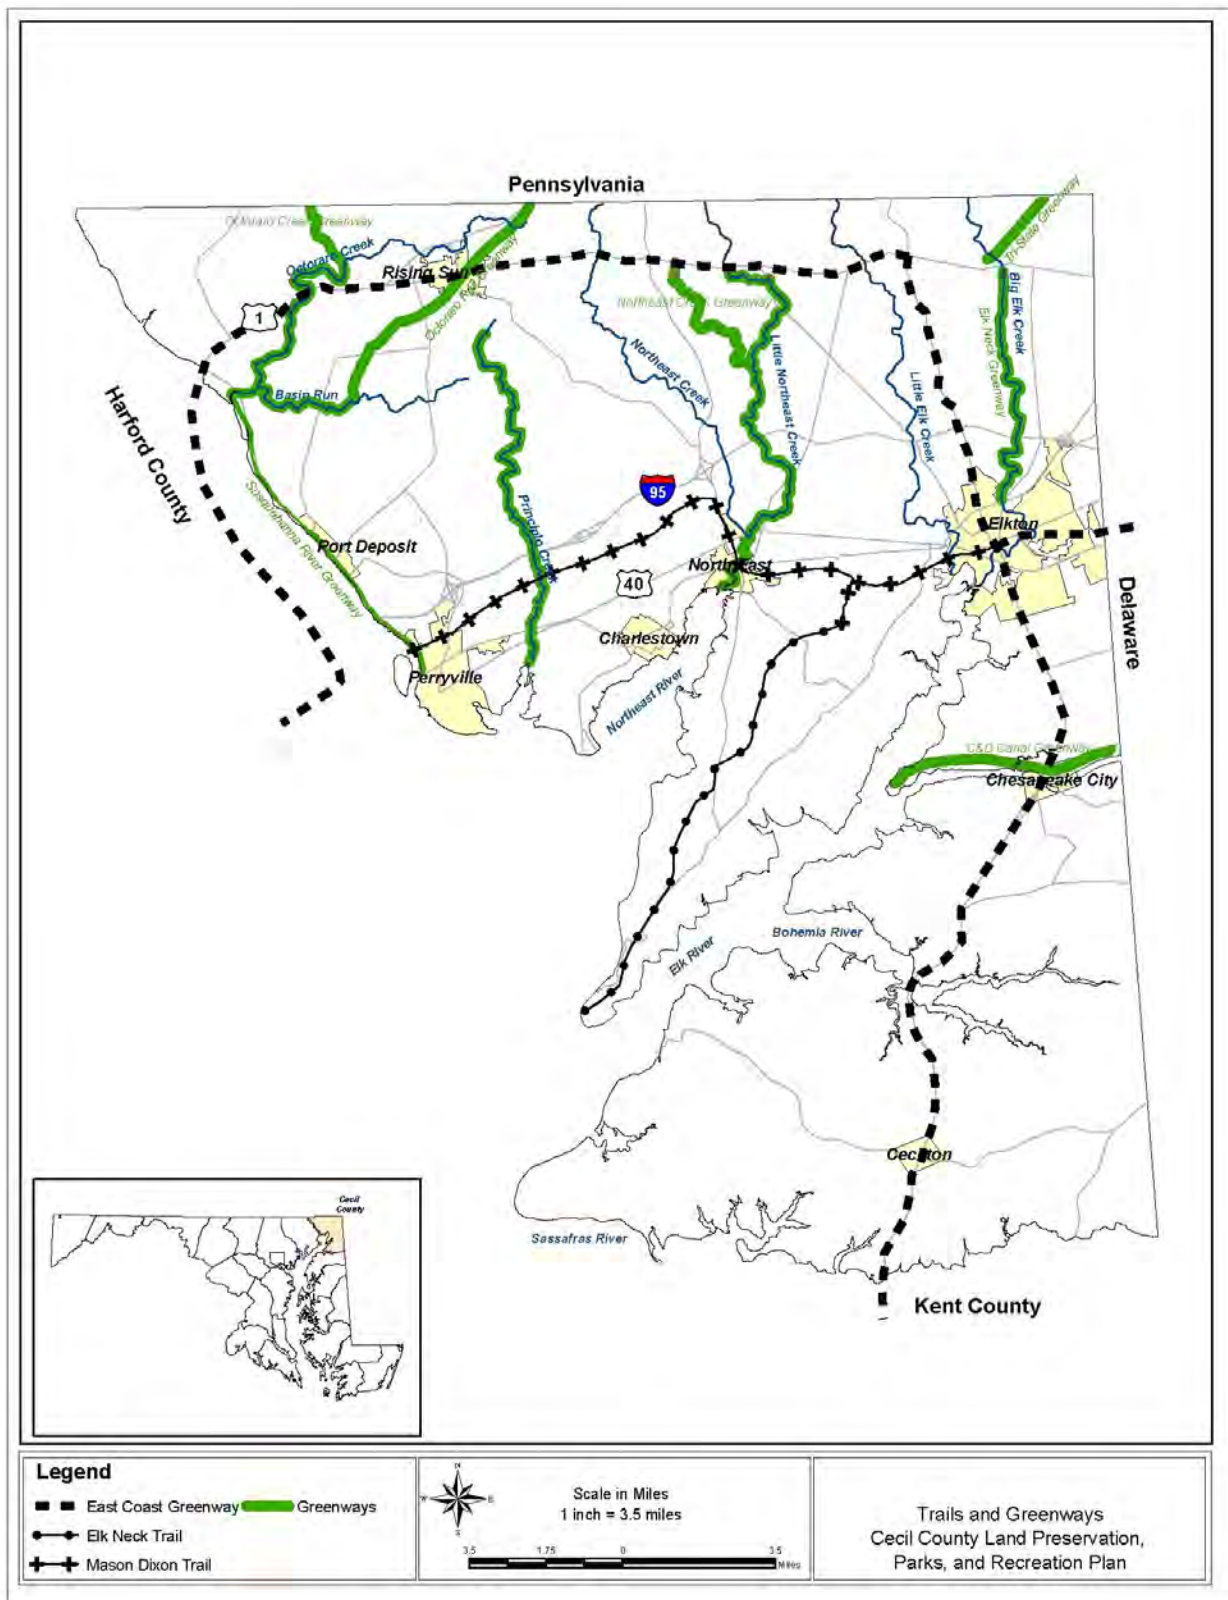 Pennsylvania
Octoraro Creek Greenway
Octoraro Creek
Rising Sun
Octoraro Rail Greenway
Tri-State Greenway
1
Northeast Creek Greenway
Big Elk Creek
Elk Neck Greenway
Northeast Creek
Little Northeast Creek
Little Elk Creek
Basin Run
Harford County
Susquehanna River Greenway
95
Principio Creek
Port Deposit
Elkton
North East
40
Delaware
Charlestown
Perryville
Northeast River
C&D Canal Greenway
Chesapeake City
Bohemia River
Elk River
Cecilton
Sassafras River
Kent County
Cecil
County
Legend
East Coast Greenway
Greenways
Elk Neck Trail
Mason Dixon Trail
N
W E
S
Scale in Miles
1 inch = 3.5 miles
3.5 1.75 0 3.5
Miles
Trails and Greenways
Cecil County Land Preservation,
Parks, and Recreation Plan